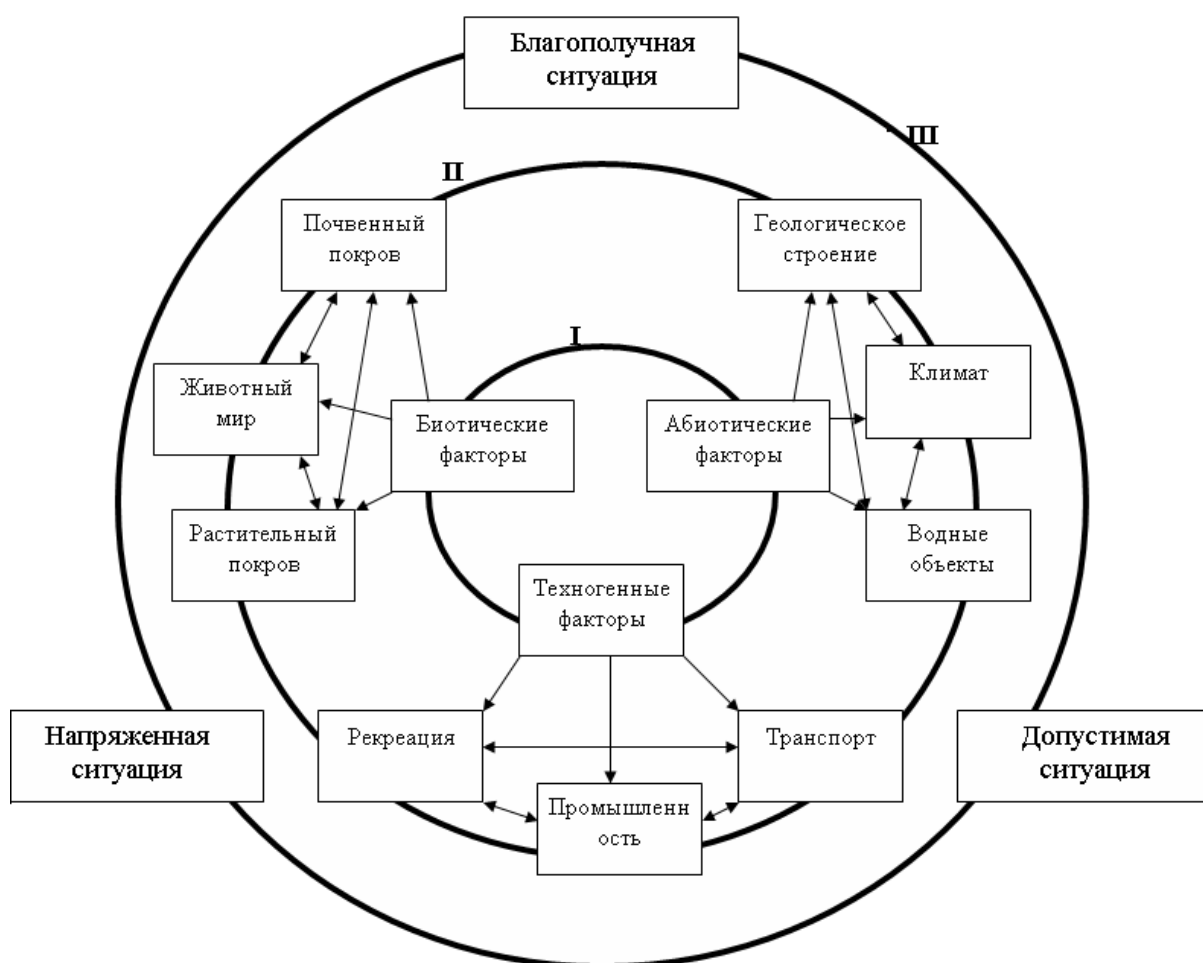 Благополучная
ситуация
III
II
Почвенный
покров
Геологическое
строение
I
Животный
мир
Климат
Биотические
факторы
Абиотические
факторы
Растительный
покров
Водные
объекты
Техногенные
факторы
Напряженная
ситуация
Рекреация
Транспорт
Допустимая
ситуация
Промышленн
ость